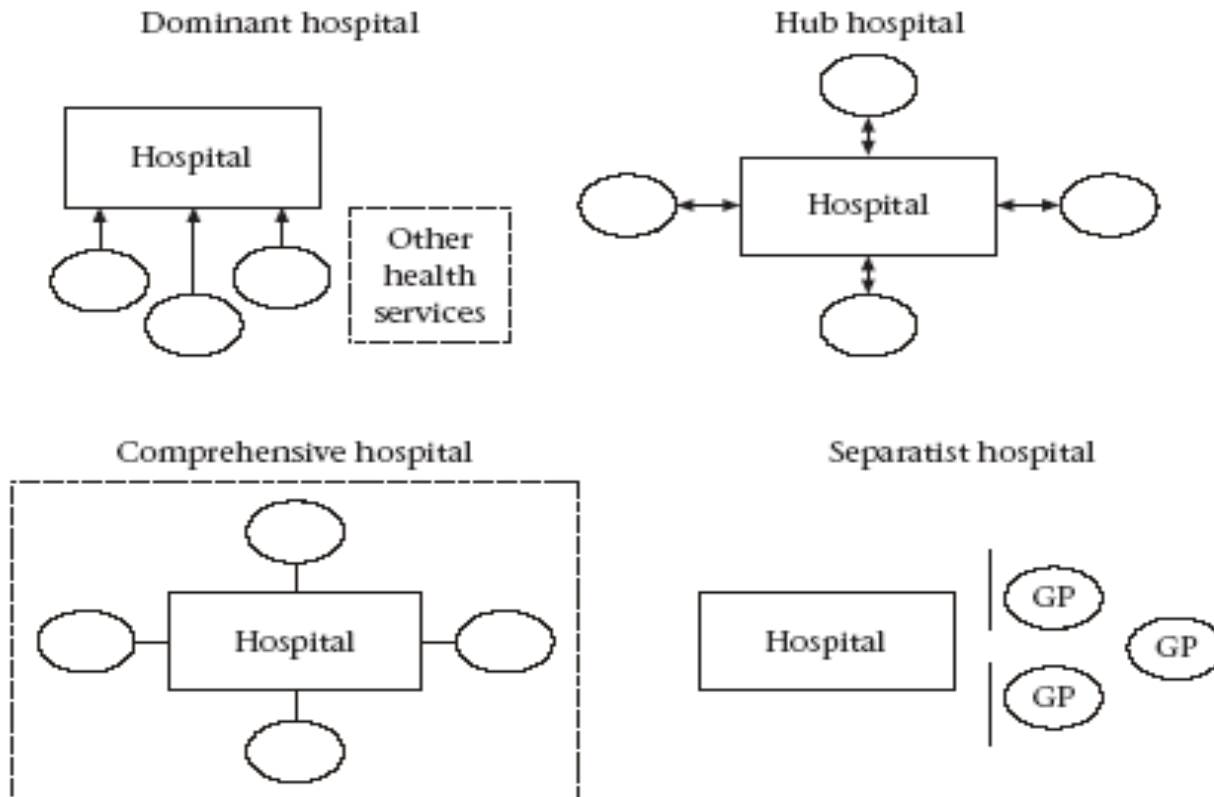 Dominant hospital
Hospital
Other
health
services
Hub hospital
Hospital
Comprehensive hospital
Hospital
Separatist hospital
Hospital
GP
GP
GP